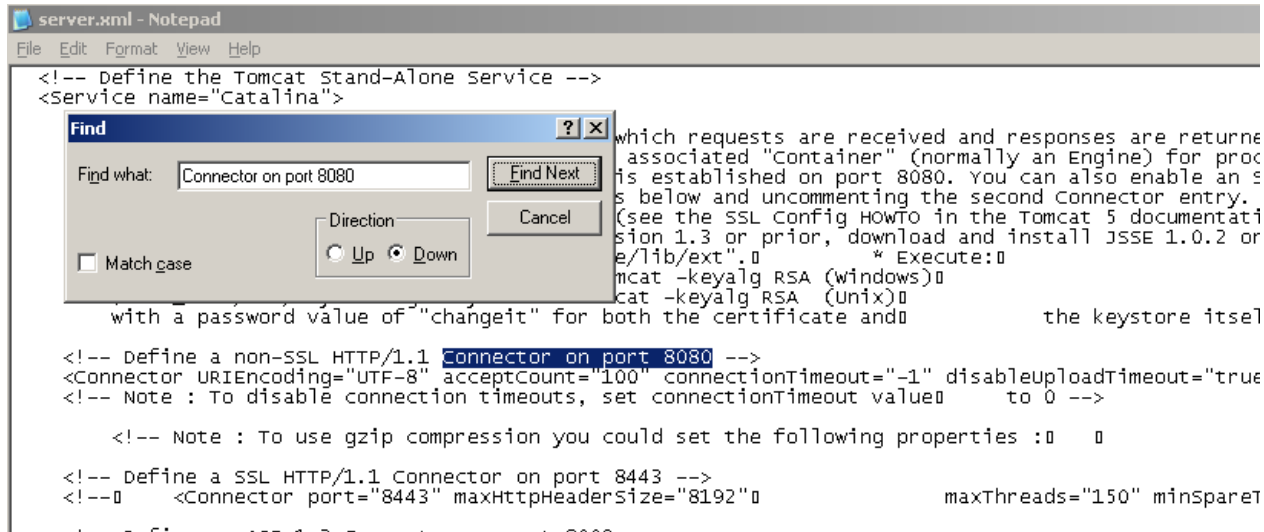 server.xml - Notepad
File Edit Format View Help
<!-- Define the Tomcat Stand-Alone Service -->
<Service name="Catalina">
Find
Find what: Connector on port 8080 Find Next
Direction Cancel
Match case Up Down
which requests are received and responses are returne
associated "Container" (normally an Engine) for proc
is established on port 8080. You can also enable an S
s below and uncommenting the second Connector entry.
(see the SSL Config HOWTO in the Tomcat 5 documentati
sion 1.3 or prior, download and install JSSE 1.0.2 or
e/lib/ext". * Execute:
mcat -keyalg RSA (Windows)
cat -keyalg RSA (Unix)
with a password value of "changeit" for both the certificate and the keystore itsel
<!-- Define a non-SSL HTTP/1.1 Connector on port 8080 -->
<Connector URIEncoding="UTF-8" acceptCount="100" connectionTimeout="-1" disableUploadTimeout="true
<!-- Note : To disable connection timeouts, set connectionTimeout value to 0 -->
<!-- Note : To use gzip compression you could set the following properties :
<!-- Define a SSL HTTP/1.1 Connector on port 8443 -->
<!-- <Connector port="8443" maxHttpHeaderSize="8192" maxThreads="150" minSpareT